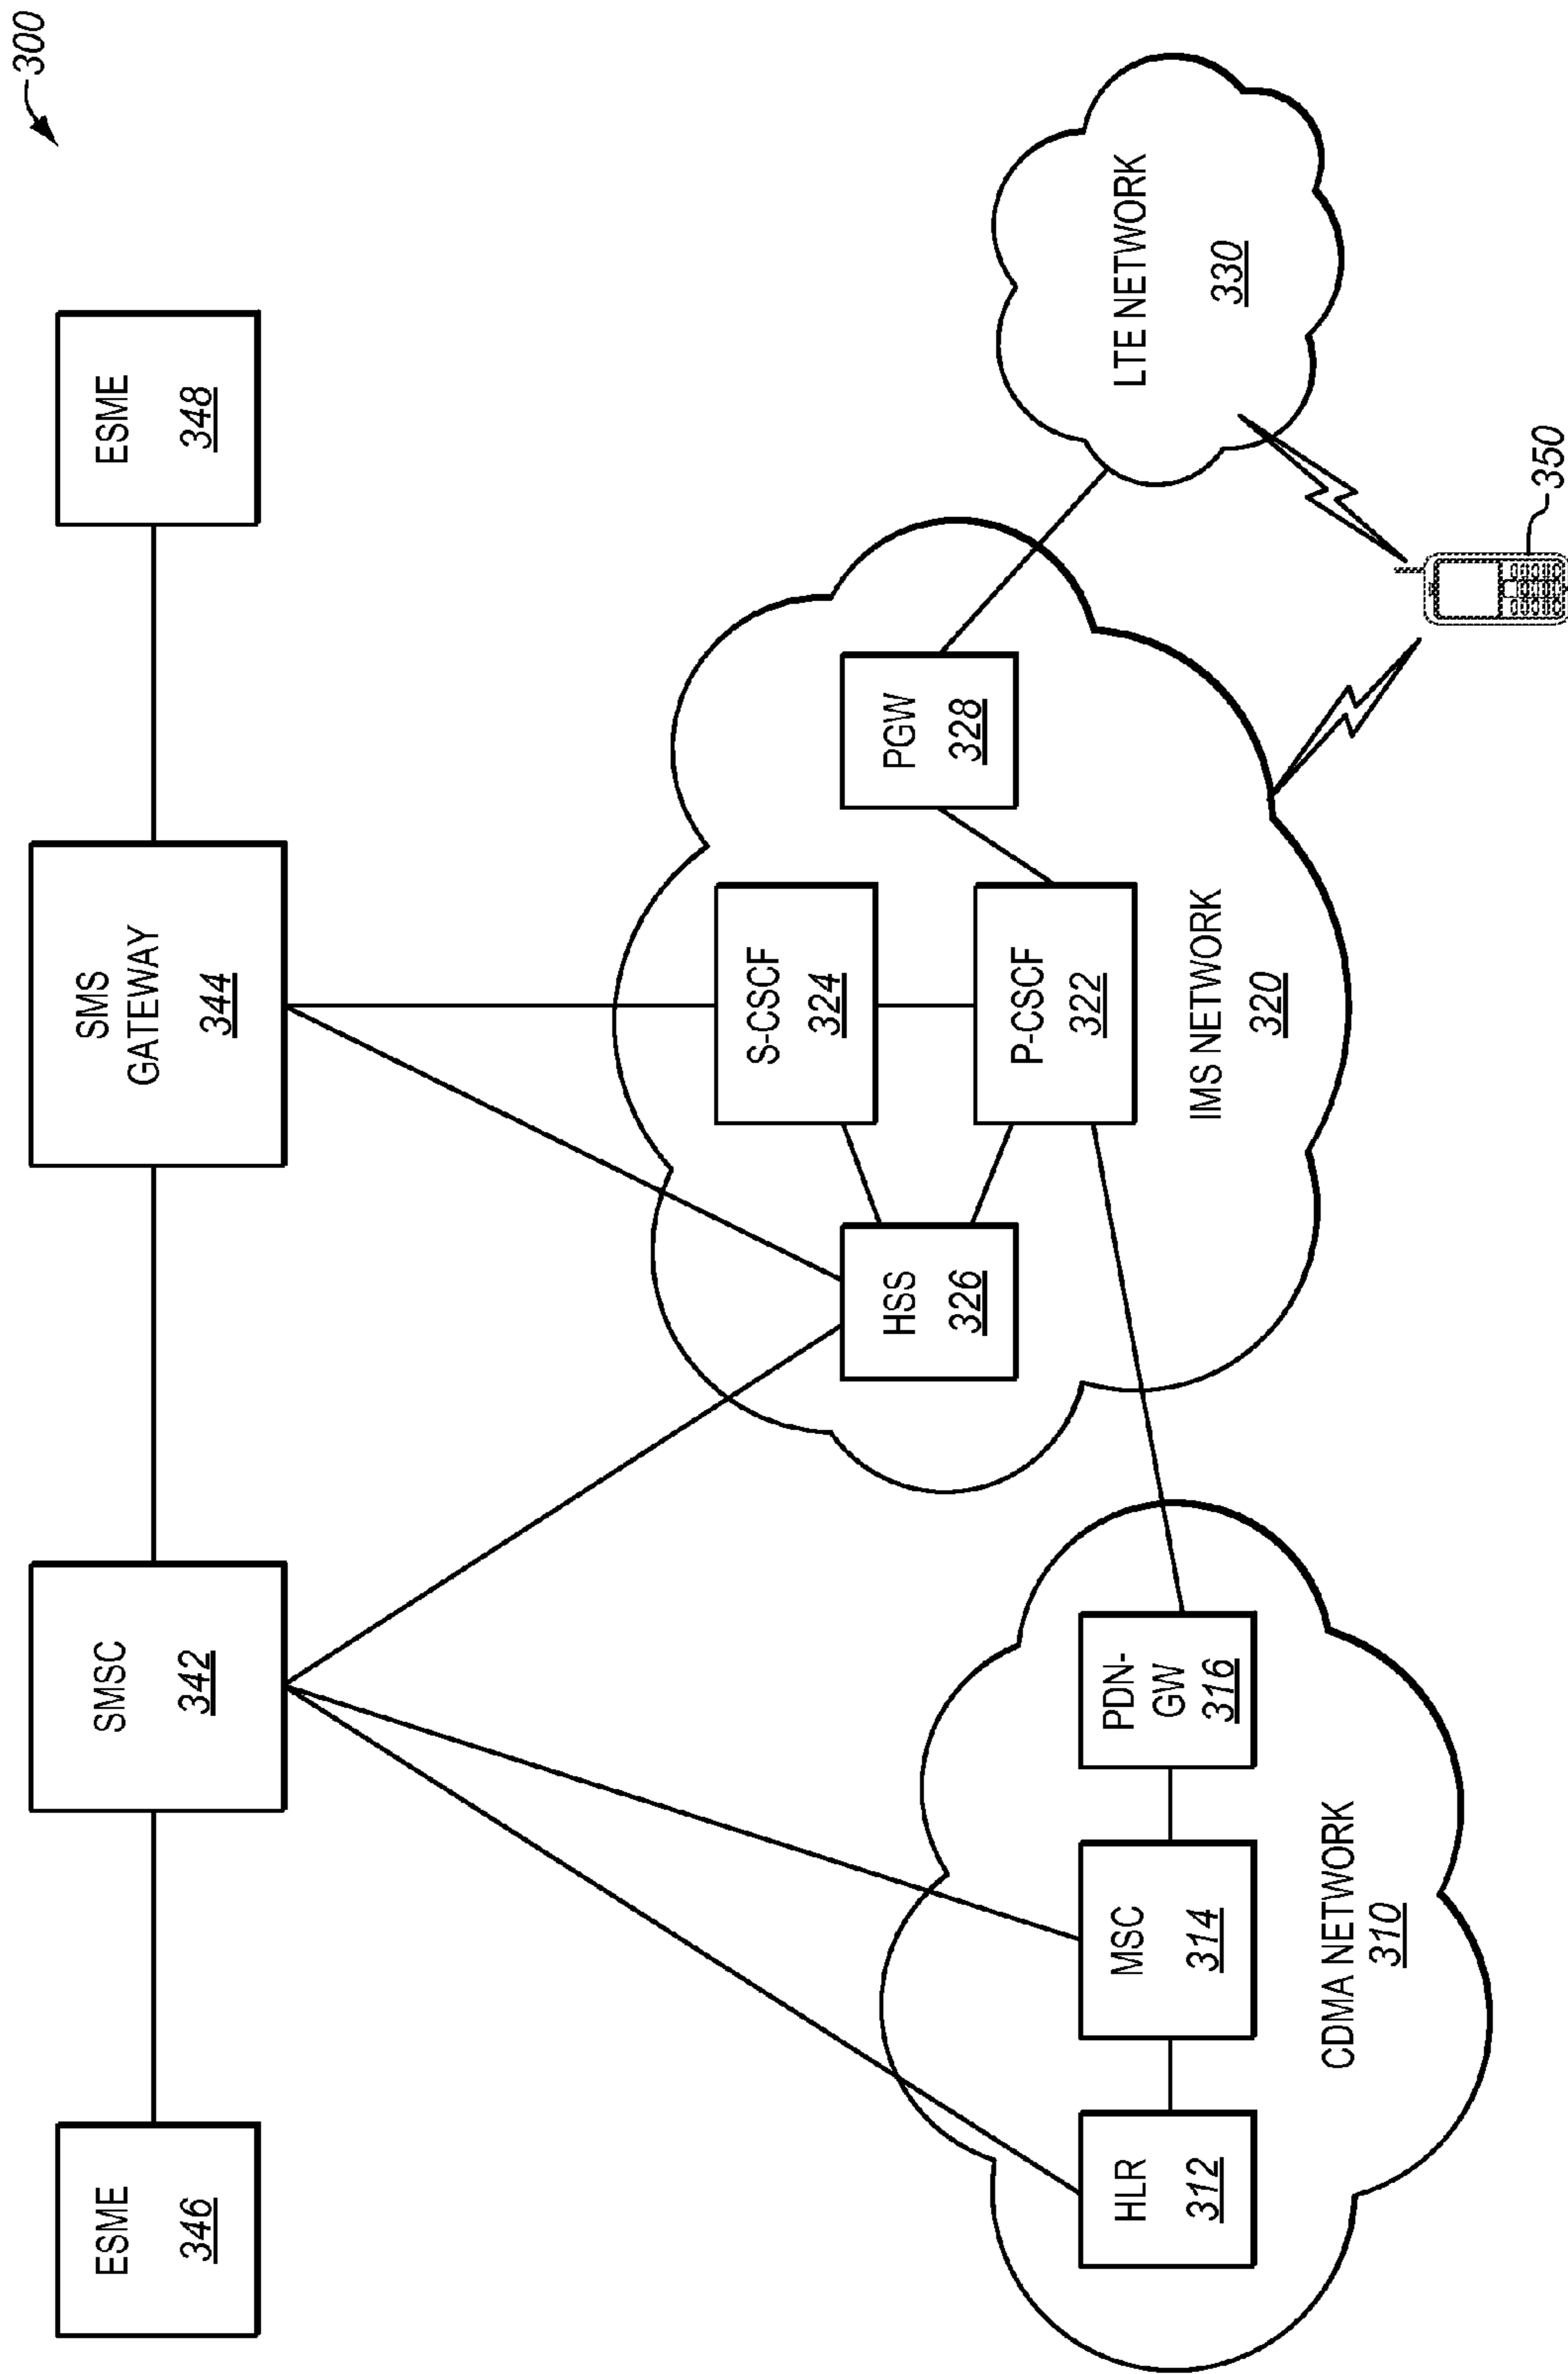 300
ESME
346
SMSC
342
SMS
GATEWAY
344
ESME
348
HLR
312
MSC
314
PDN-
GW
316
CDMA NETWORK
310
HSS
326
S-CSCF
324
P-CSCF
322
PGW
328
IMS NETWORK
320
LTE NETWORK
330
350